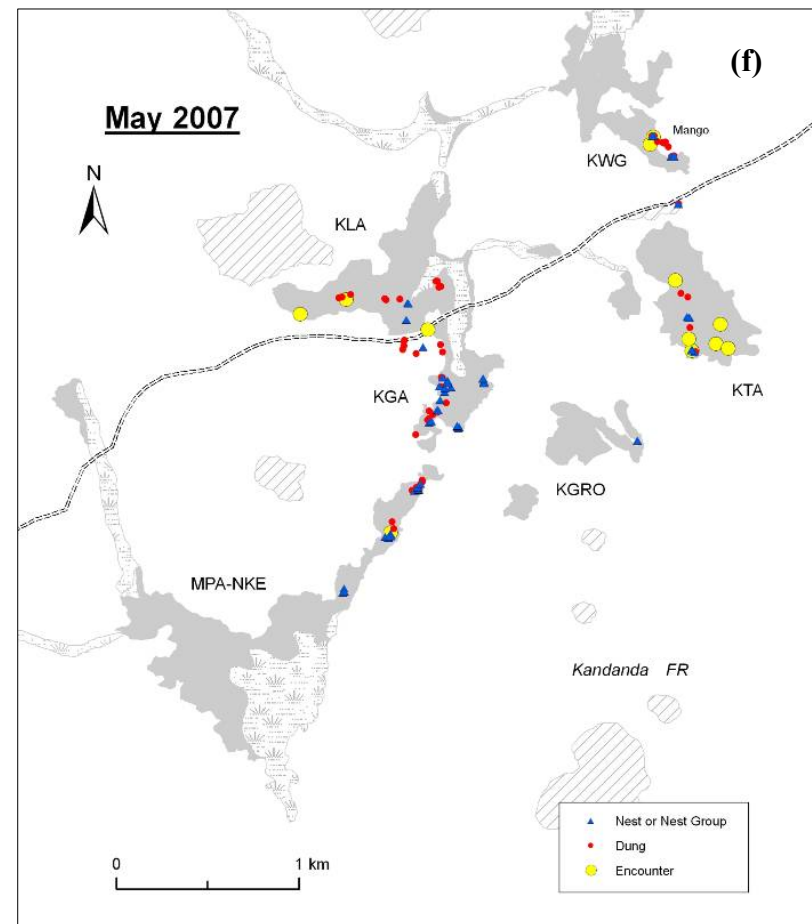 (f)
May 2007
Mango
KWG
N
KLA
KGA
KTA
KGRO
MPA-NKE
Kandanda FR
Nest or Nest Group
Dung
Encounter
0 1 km